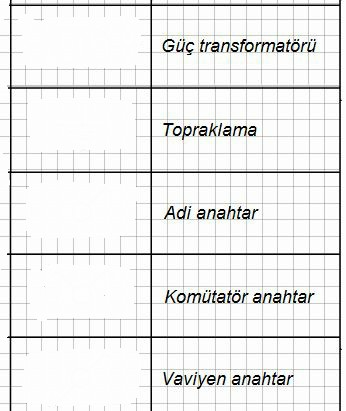 Güç transformatörü
Topraklama
Adi anahtar
Komütatör anahtar
Vaviyen anahtar